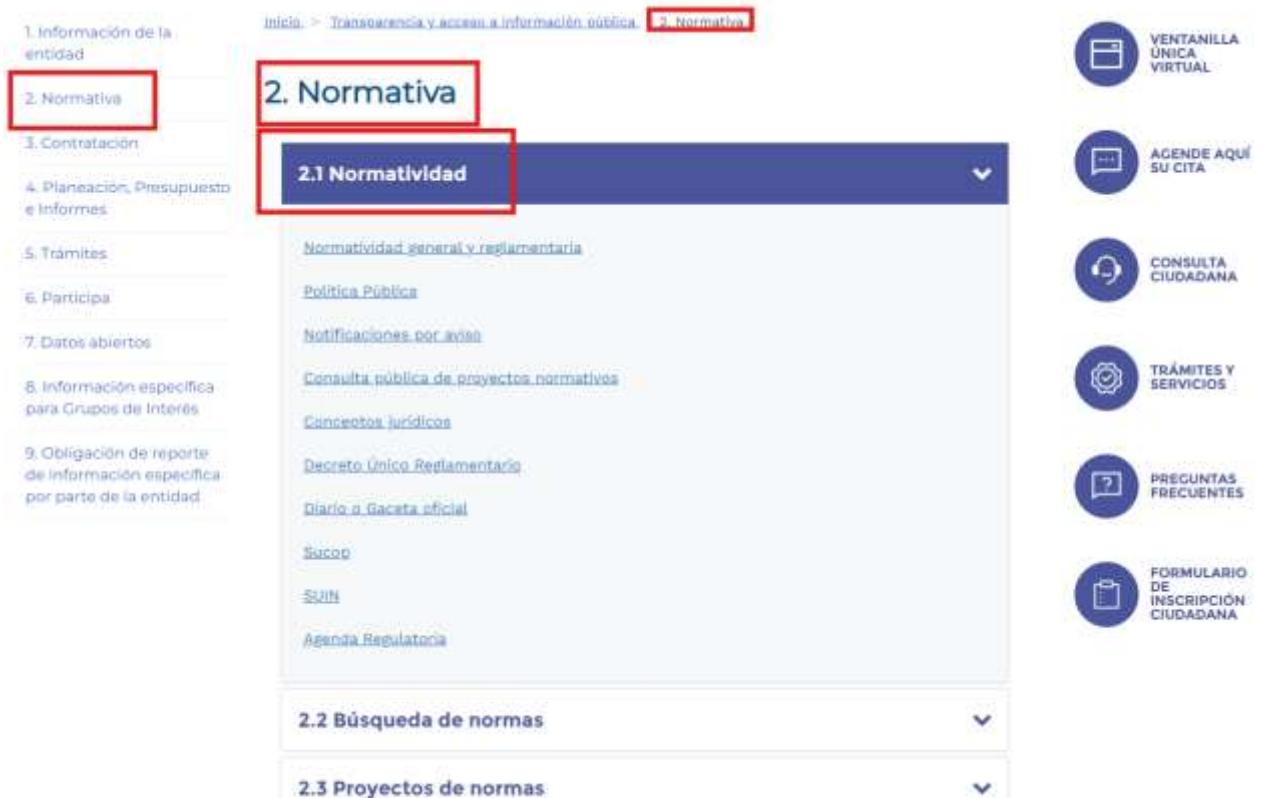 Inicio. > Transparencia y acceso a información pública. 2. Normativa
1. Información de la
entidad
2. Normativa
3. Contratación
4. Planeación, Presupuesto
e Informes
5. Trámites
6. Participa
7. Datos abiertos
8. Información específica
para Grupos de Interés
9. Obligación de reporte
de información específica
por parte de la entidad
2. Normativa
2.1 Normatividad
Normatividad general y reglamentaria
Política Pública
Notificaciones por aviso
Consulta pública de proyectos normativos
Conceptos jurídicos
Decreto Único Reglamentario
Diario o Gaceta oficial
Sucop
SUIN
Agenda Regulatoria
2.2 Búsqueda de normas
2.3 Proyectos de normas
VENTANILLA
ÚNICA
VIRTUAL
AGENDE AQUÍ
SU CITA
CONSULTA
CIUDADANA
TRÁMITES Y
SERVICIOS
PREGUNTAS
FRECUENTES
FORMULARIO
DE
INSCRIPCIÓN
CIUDADANA